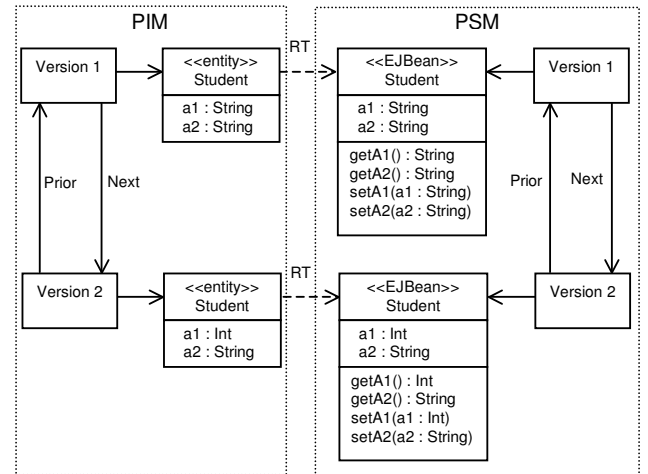 PIM
PSM
Version 1
<<entity>>
Student
a1 : String
a2 : String
RT
<<EJBean>>
Student
a1 : String
a2 : String
getA1() : String
getA2() : String
setA1(a1 : String)
setA2(a2 : String)
Version 1
Prior
Next
Prior
Next
Version 2
<<entity>>
Student
a1 : Int
a2 : String
RT
<<EJBean>>
Student
a1 : Int
a2 : String
getA1() : Int
getA2() : String
setA1(a1 : Int)
setA2(a2 : String)
Version 2